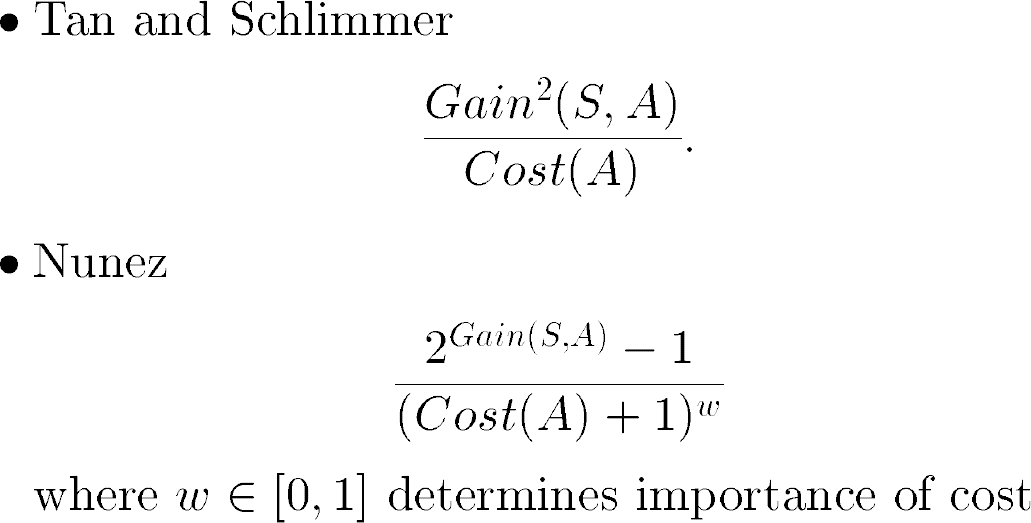 • Tan and Schlimmer
Gain²(S, A)
Cost(A)
.
• Nunez
2^{Gain(S,A)} − 1
(Cost(A) + 1)^w
where w ∈ [0, 1] determines importance of cost